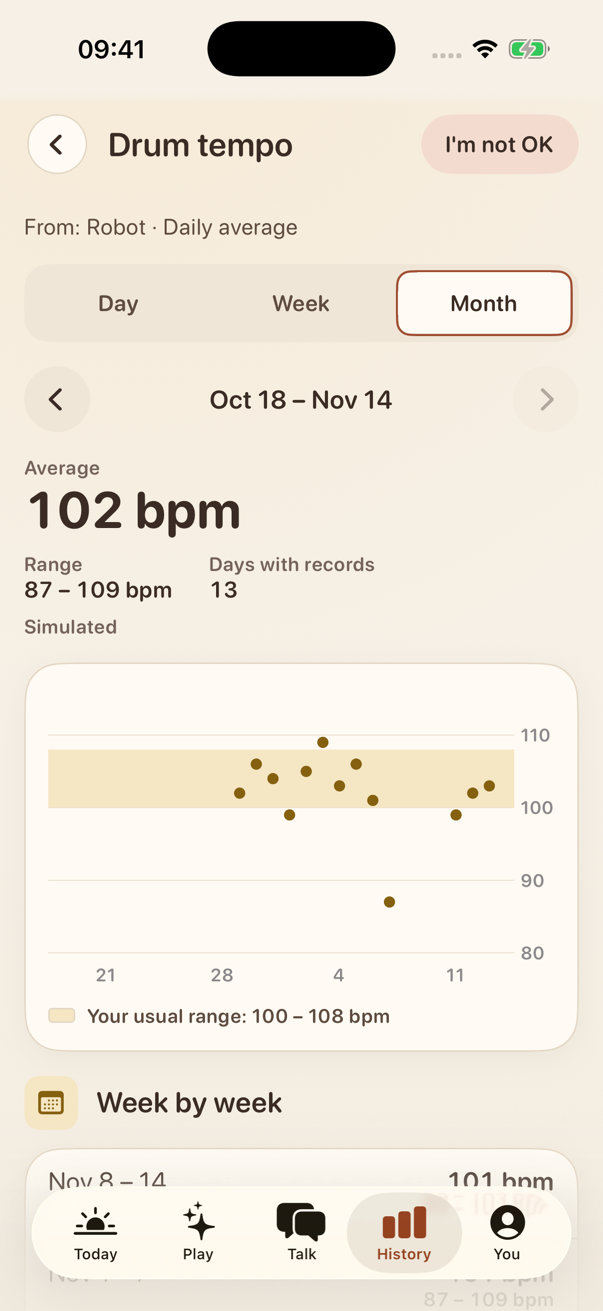 09:41
Drum tempo
I'm not OK
From: Robot · Daily average
Day
Week
Month
Oct 18 – Nov 14
Average
102 bpm
Range
Days with records
87 – 109 bpm
13
Simulated
110
100
90
80
21
28
4
11
Your usual range: 100 – 108 bpm
Week by week
Nov 8 – 14
101 bpm
Today
Play
Talk
History
You
87 – 109 bpm